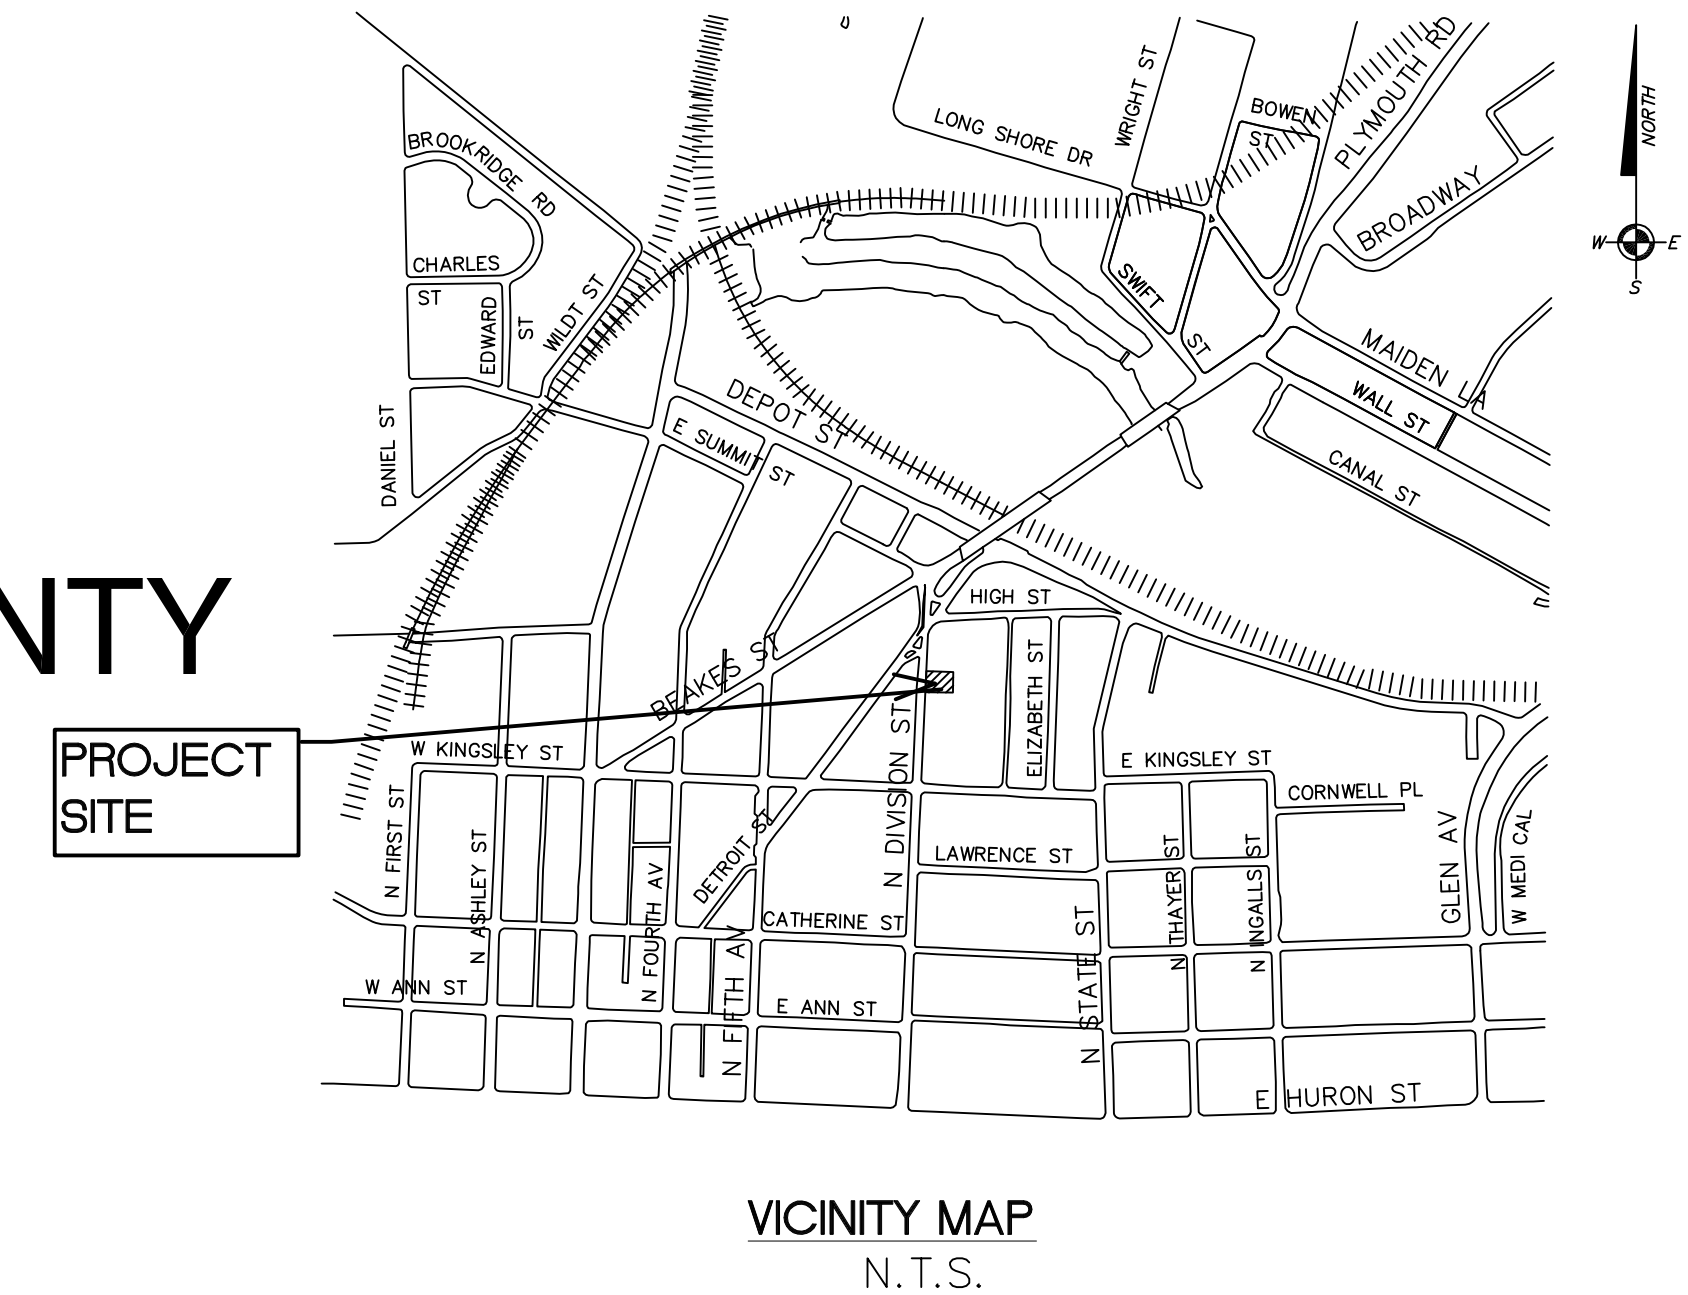 WRIGHT ST
PLYMOUTH RD
BOWEN
ST
NORTH
LONG SHORE DR
BROOKRIDGE RD
BROADWAY
W
E
S
CHARLES
ST
EDWARD
ST
WILDT ST
SWIFT
ST
MAIDEN LA
WALL ST
CANAL ST
DEPOT ST
E SUMMIT ST
DANIEL ST
NTY
HIGH ST
BEAKES ST
ELIZABETH ST
PROJECT
SITE
W KINGSLEY ST
E KINGSLEY ST
CORNWELL PL
N DIVISION ST
N FIRST ST
N ASHLEY ST
DETROIT ST
LAWRENCE ST
N THAYER ST
N INGALLS ST
GLEN AV
W MEDI CAL
N FOURTH AV
CATHERINE ST
N STATE ST
W ANN ST
N FIFTH AV
E ANN ST
E HURON ST
VICINITY MAP
N.T.S.